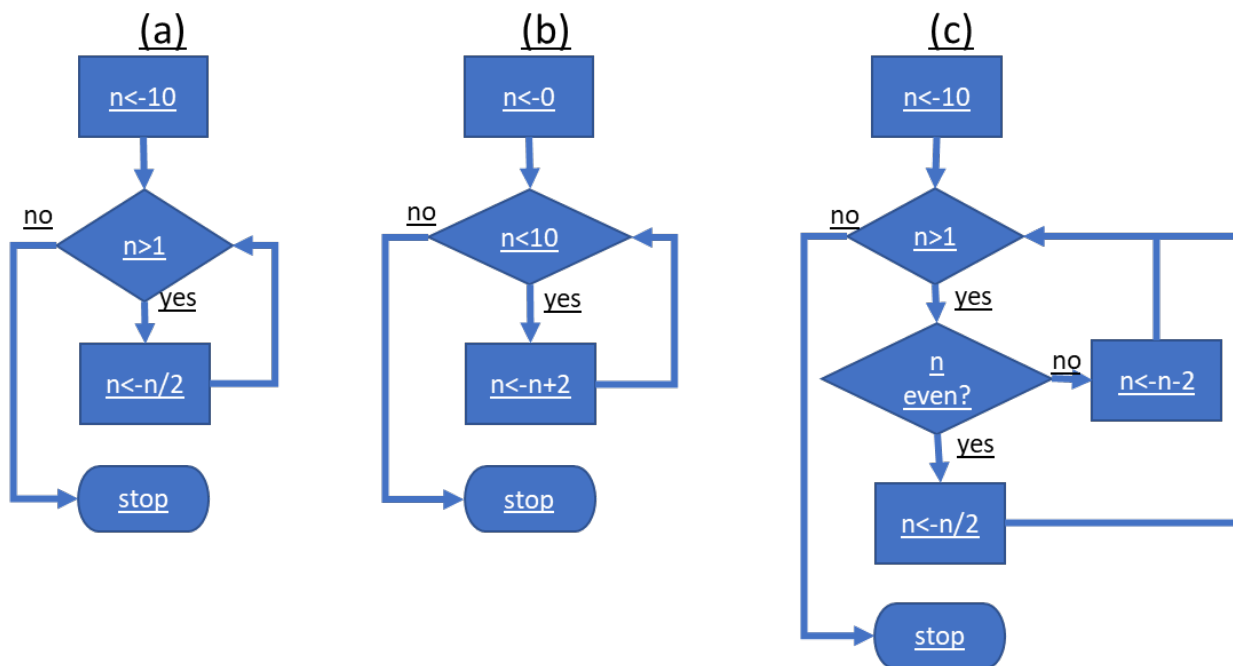 (a)
n<-10
no
n>1
yes
n<-n/2
stop
(b)
n<-0
no
n<10
yes
n<-n+2
stop
(c)
n<-10
no
n>1
yes
n
even?
no
n<-n-2
yes
n<-n/2
stop